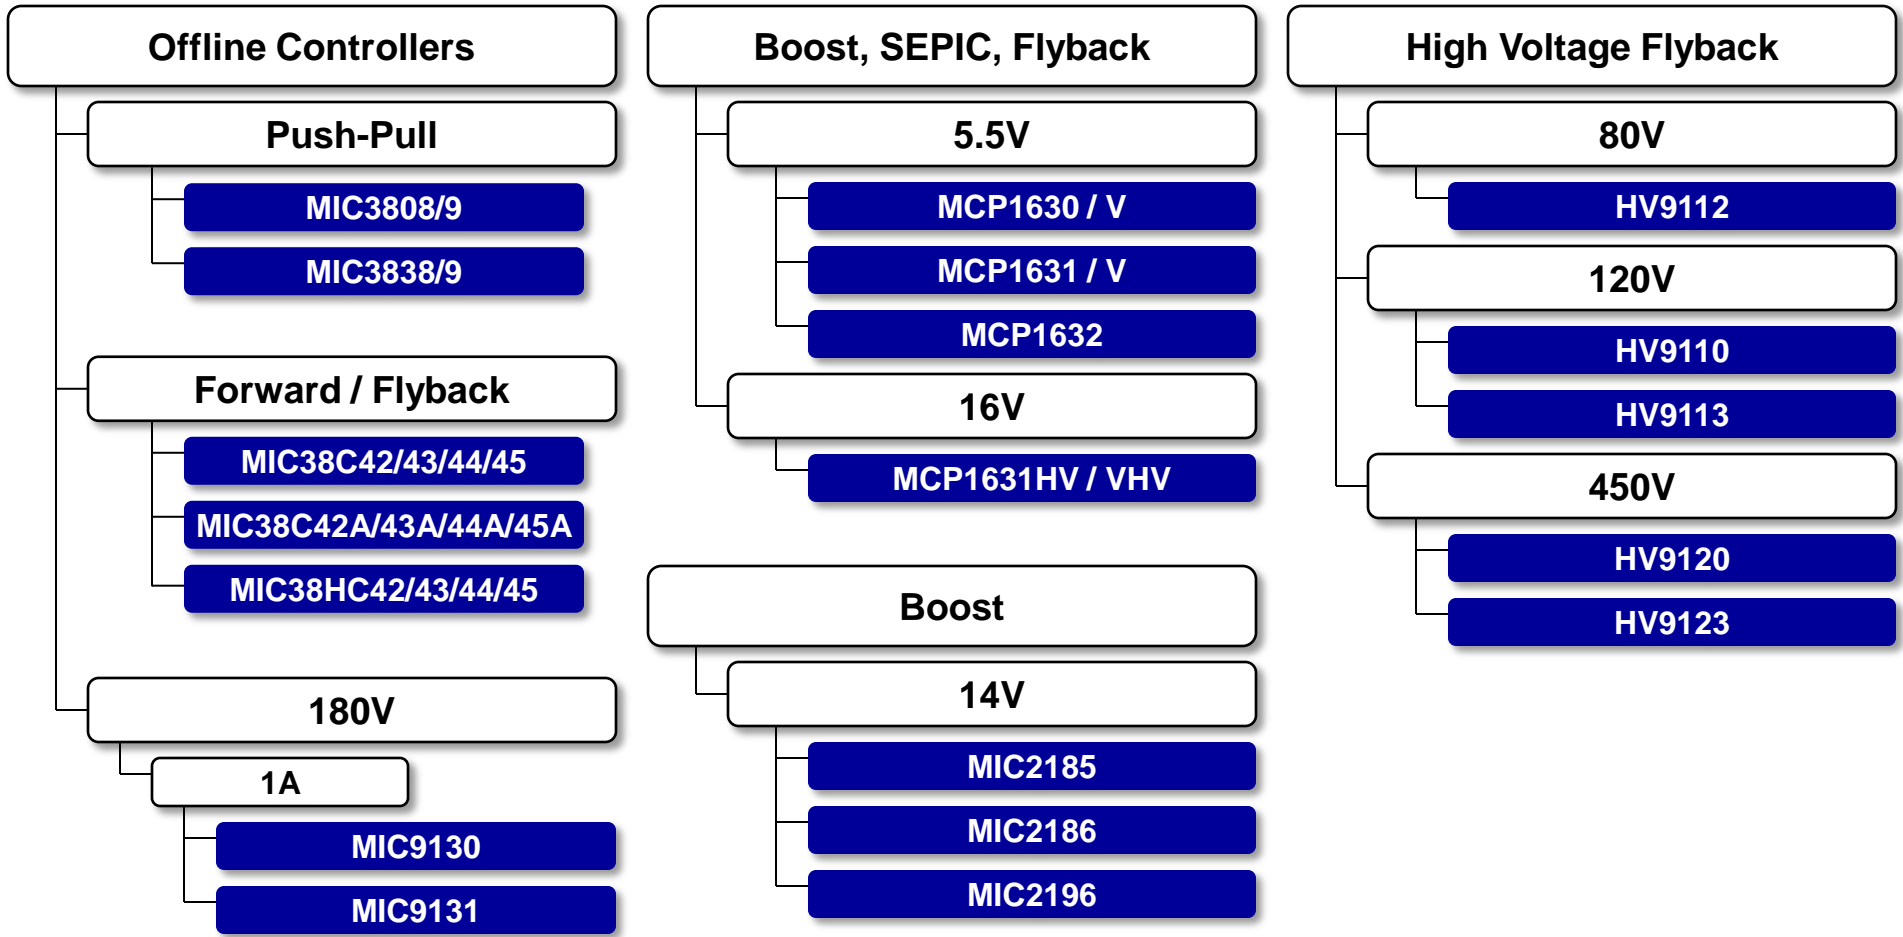 Offline Controllers
Push-Pull
MIC3808/9
MIC3838/9
Forward / Flyback
MIC38C42/43/44/45
MIC38C42A/43A/44A/45A
MIC38HC42/43/44/45
180V
1A
MIC9130
MIC9131
Boost, SEPIC, Flyback
5.5V
MCP1630 / V
MCP1631 / V
MCP1632
16V
MCP1631HV / VHV
Boost
14V
MIC2185
MIC2186
MIC2196
High Voltage Flyback
80V
HV9112
120V
HV9110
HV9113
450V
HV9120
HV9123